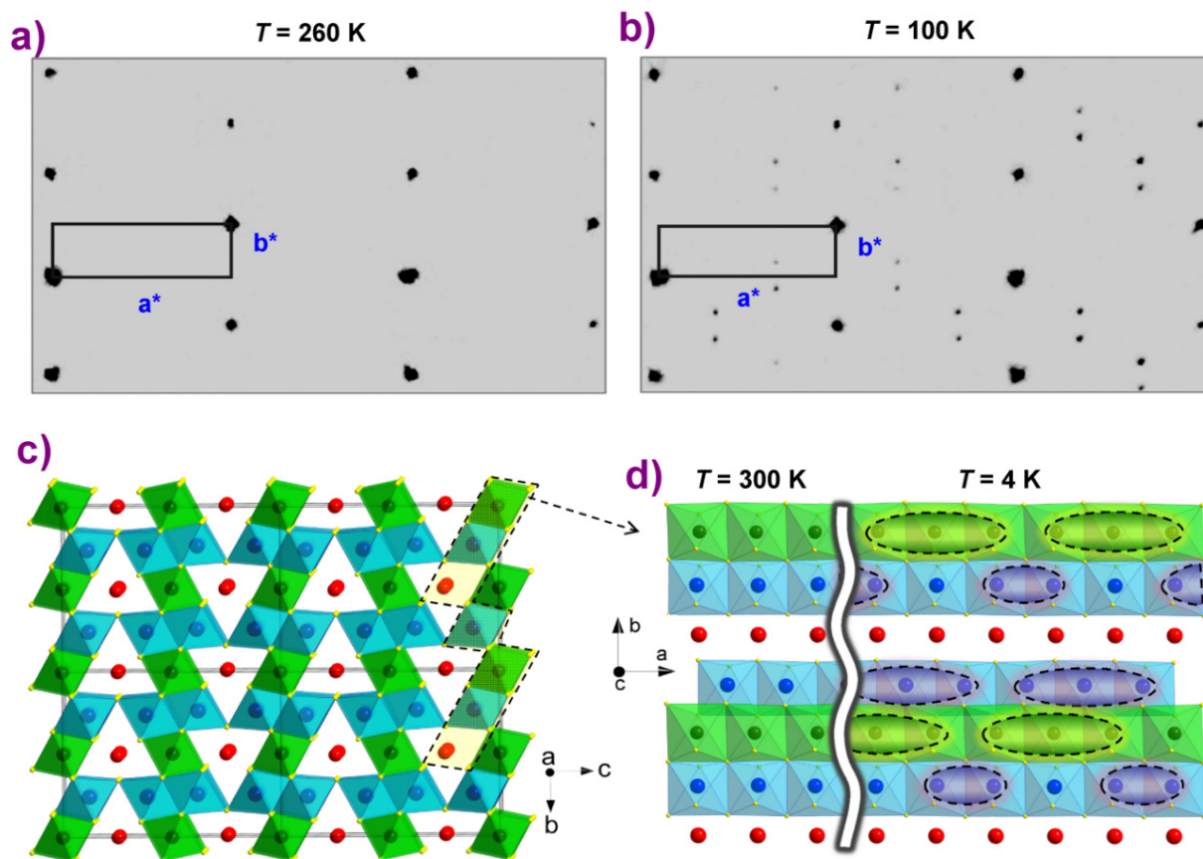 a)
T = 260 K
b*
a*
b)
T = 100 K
b*
a*
c)
a
c
b
d)
T = 300 K
T = 4 K
b
a
c